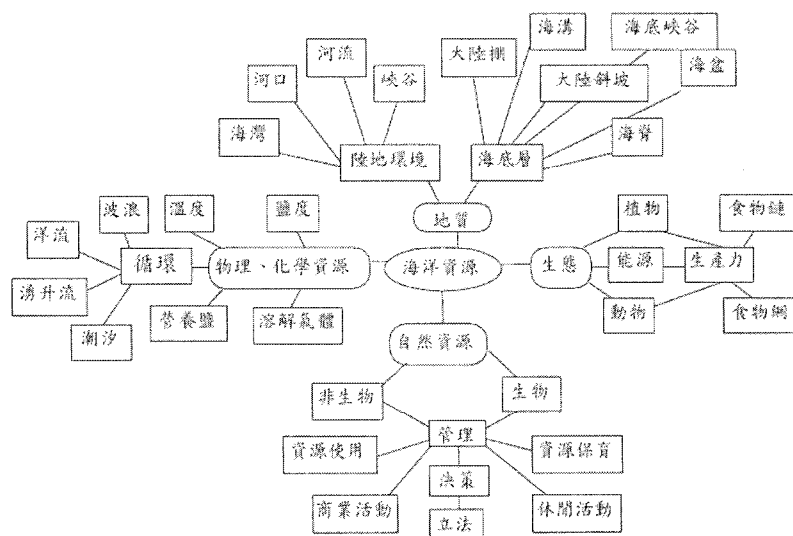 海溝
海底峽谷
河流
大陸棚
河口
峽谷
大陸斜坡
海盆
海灣
陸地環境
海底層
海脊
地質
植物
食物鏈
波浪
溫度
鹽度
洋流
循環
物理、化學資源
海洋資源
生態
能源
生產力
湧升流
營養鹽
溶解氣體
動物
食物網
潮汐
自然資源
非生物
生物
管理
資源使用
資源保育
決策
商業活動
休閒活動
立法